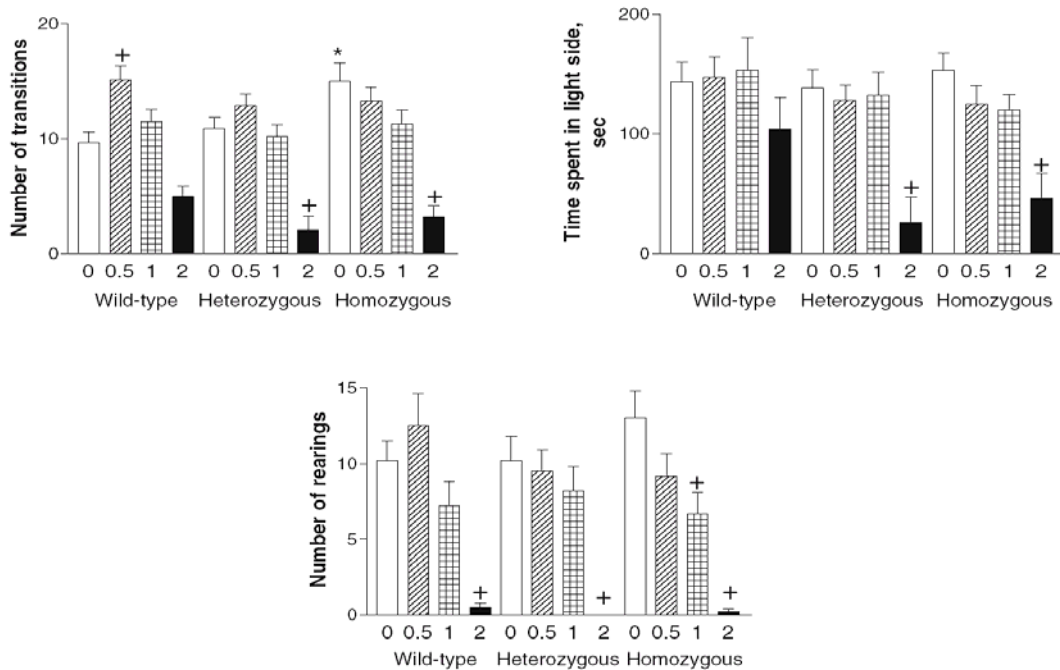 Number of transitions
20
10
0
+
*
+
+
0 0.5 1 2 0 0.5 1 2 0 0.5 1 2
Wild-type Heterozygous Homozygous
Time spent in light side,
sec
200
100
0
+
+
0 0.5 1 2 0 0.5 1 2 0 0.5 1 2
Wild-type Heterozygous Homozygous
Number of rearings
15
10
5
0
+
+
+
+
0 0.5 1 2 0 0.5 1 2 0 0.5 1 2
Wild-type Heterozygous Homozygous